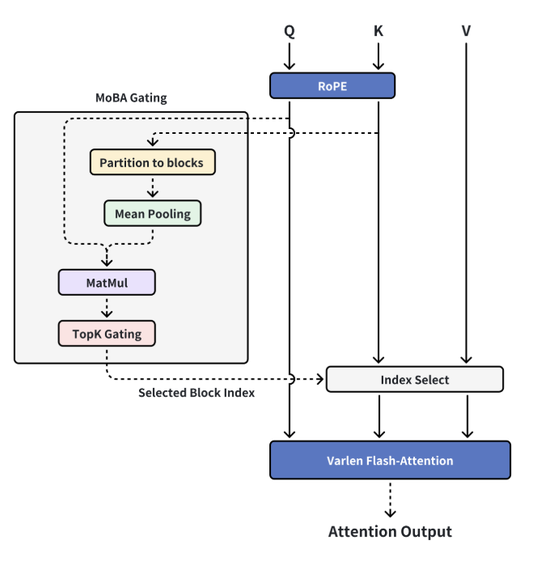 Q K V
RoPE
MoBA Gating
Partition to blocks
Mean Pooling
MatMul
TopK Gating
Index Select
Selected Block Index
Varlen Flash-Attention
Attention Output